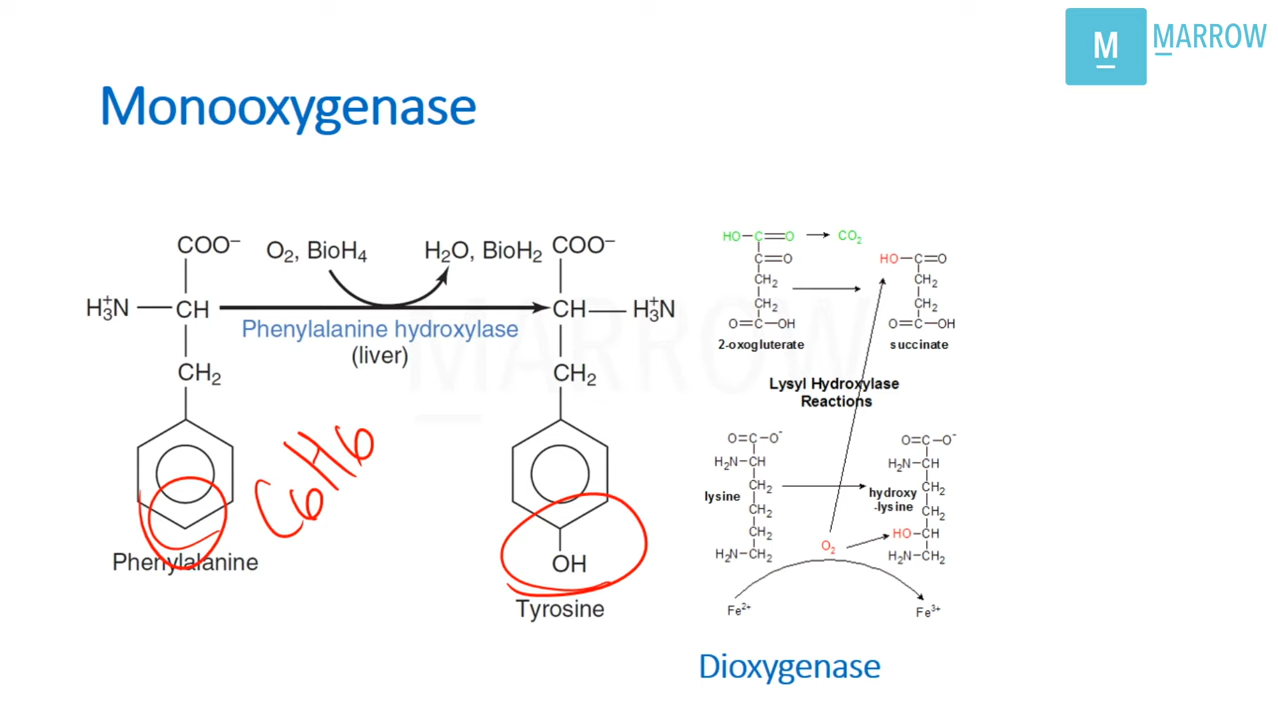 M MARROW
Monooxygenase
COO⁻ O₂, BioH₄ H₂O, BioH₂ COO⁻
H₃⁺N CH CH H₃⁺N
Phenylalanine hydroxylase
(liver)
CH₂ CH₂
C6H6
Phenylalanine
OH
Tyrosine
HO–C=O CO₂
C=O HO–C=O
CH₂ CH₂
CH₂ CH₂
O=C–OH O=C–OH
2-oxogluterate succinate
Lysyl Hydroxylase
Reactions
O=C–O⁻ O=C–O⁻
H₂N–CH H₂N–CH
lysine CH₂ hydroxy CH₂
CH₂ -lysine CH₂
CH₂ O₂ HO–CH
H₂N–CH₂ H₂N–CH₂
Fe²⁺ Fe³⁺
Dioxygenase
MARROW